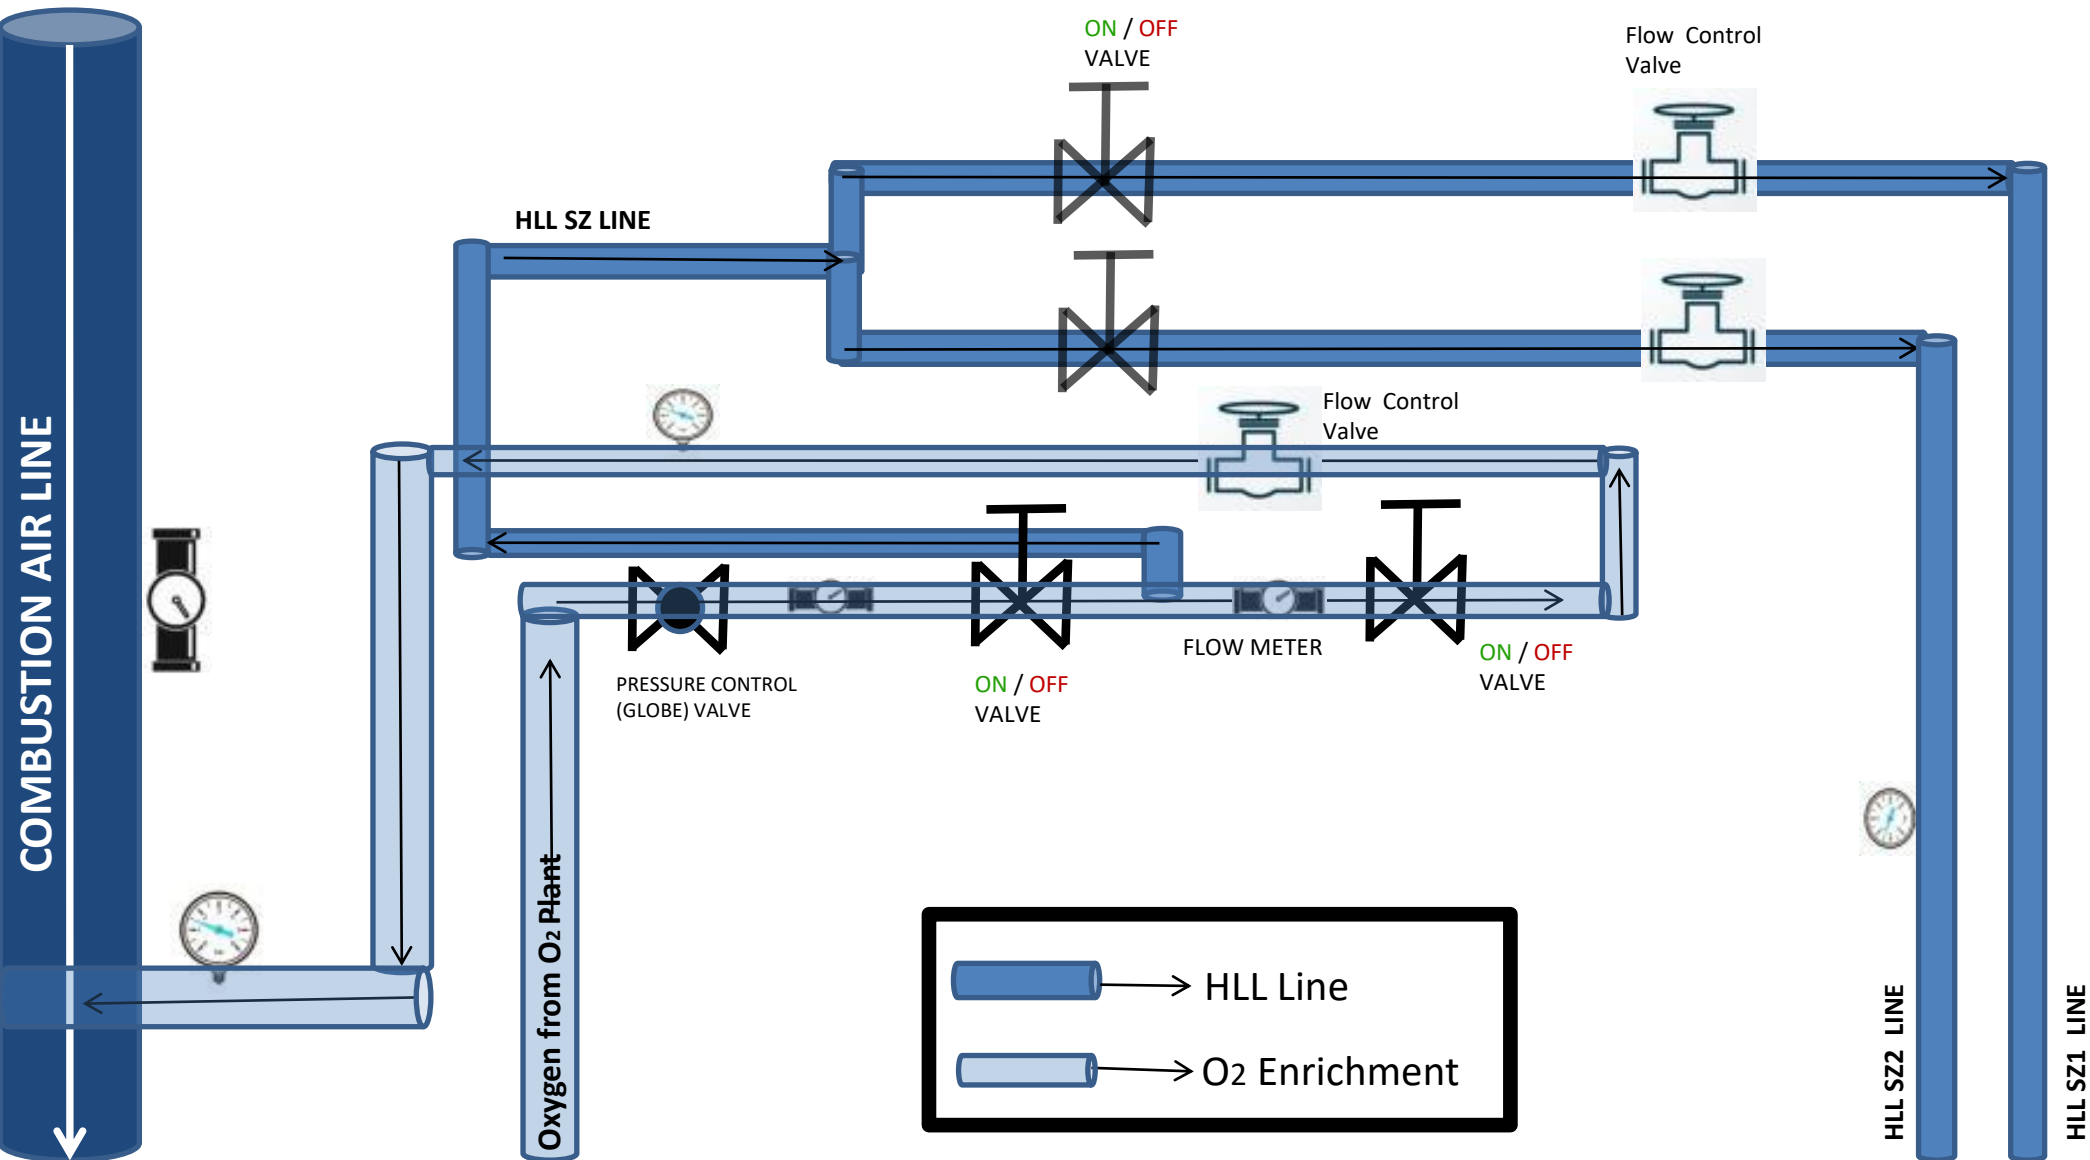 ON / OFF
VALVE
Flow Control
Valve
HLL SZ LINE
Flow Control
Valve
COMBUSTION AIR LINE
FLOW METER
ON / OFF
VALVE
PRESSURE CONTROL
(GLOBE) VALVE
ON / OFF
VALVE
Oxygen from O2 Plant
HLL Line
O2 Enrichment
HLL SZ2 LINE
HLL SZ1 LINE